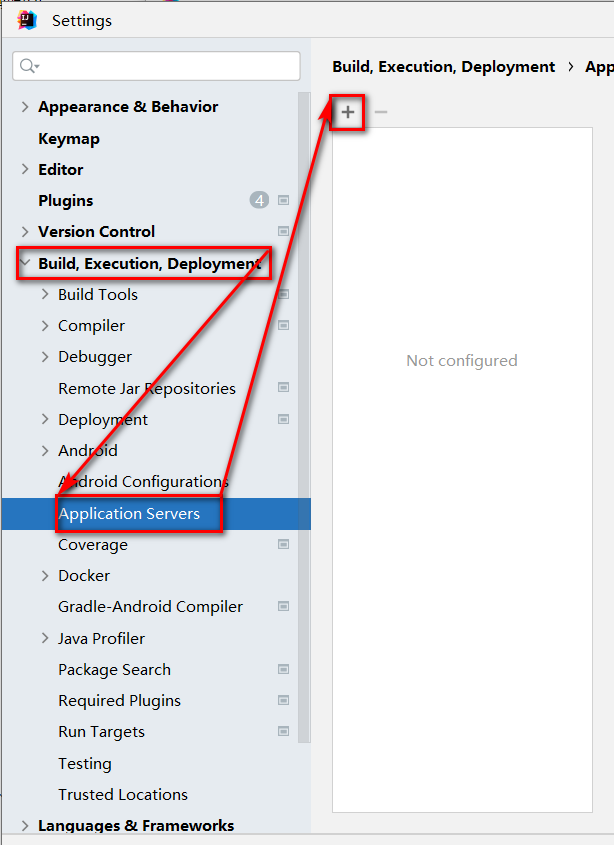 Settings
Build, Execution, Deployment › App
Appearance & Behavior
Keymap
Editor
Plugins 4
Version Control
Build, Execution, Deployment
Build Tools
Compiler
Debugger
Remote Jar Repositories
Deployment
Android
Android Configurations
Application Servers
Coverage
Docker
Gradle-Android Compiler
Java Profiler
Package Search
Required Plugins
Run Targets
Testing
Trusted Locations
Languages & Frameworks
Not configured